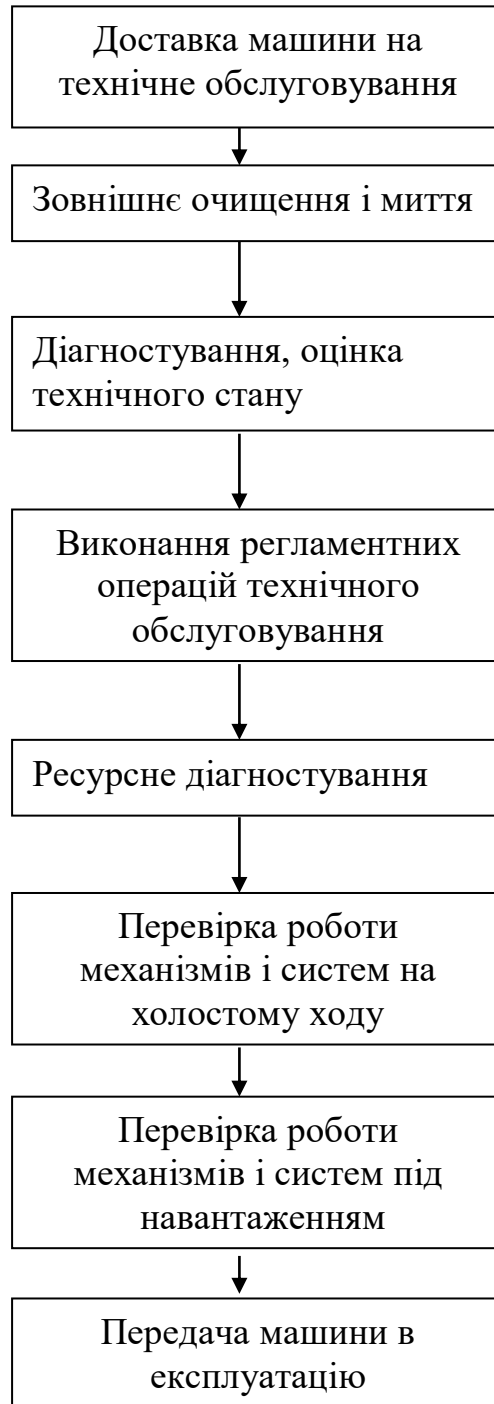 Доставка машини на
технічне обслуговування
Зовнішнє очищення і миття
Діагностування, оцінка
технічного стану
Виконання регламентних
операцій технічного
обслуговування
Ресурсне діагностування
Перевірка роботи
механізмів і систем на
холостому ходу
Перевірка роботи
механізмів і систем під
навантаженням
Передача машини в
експлуатацію